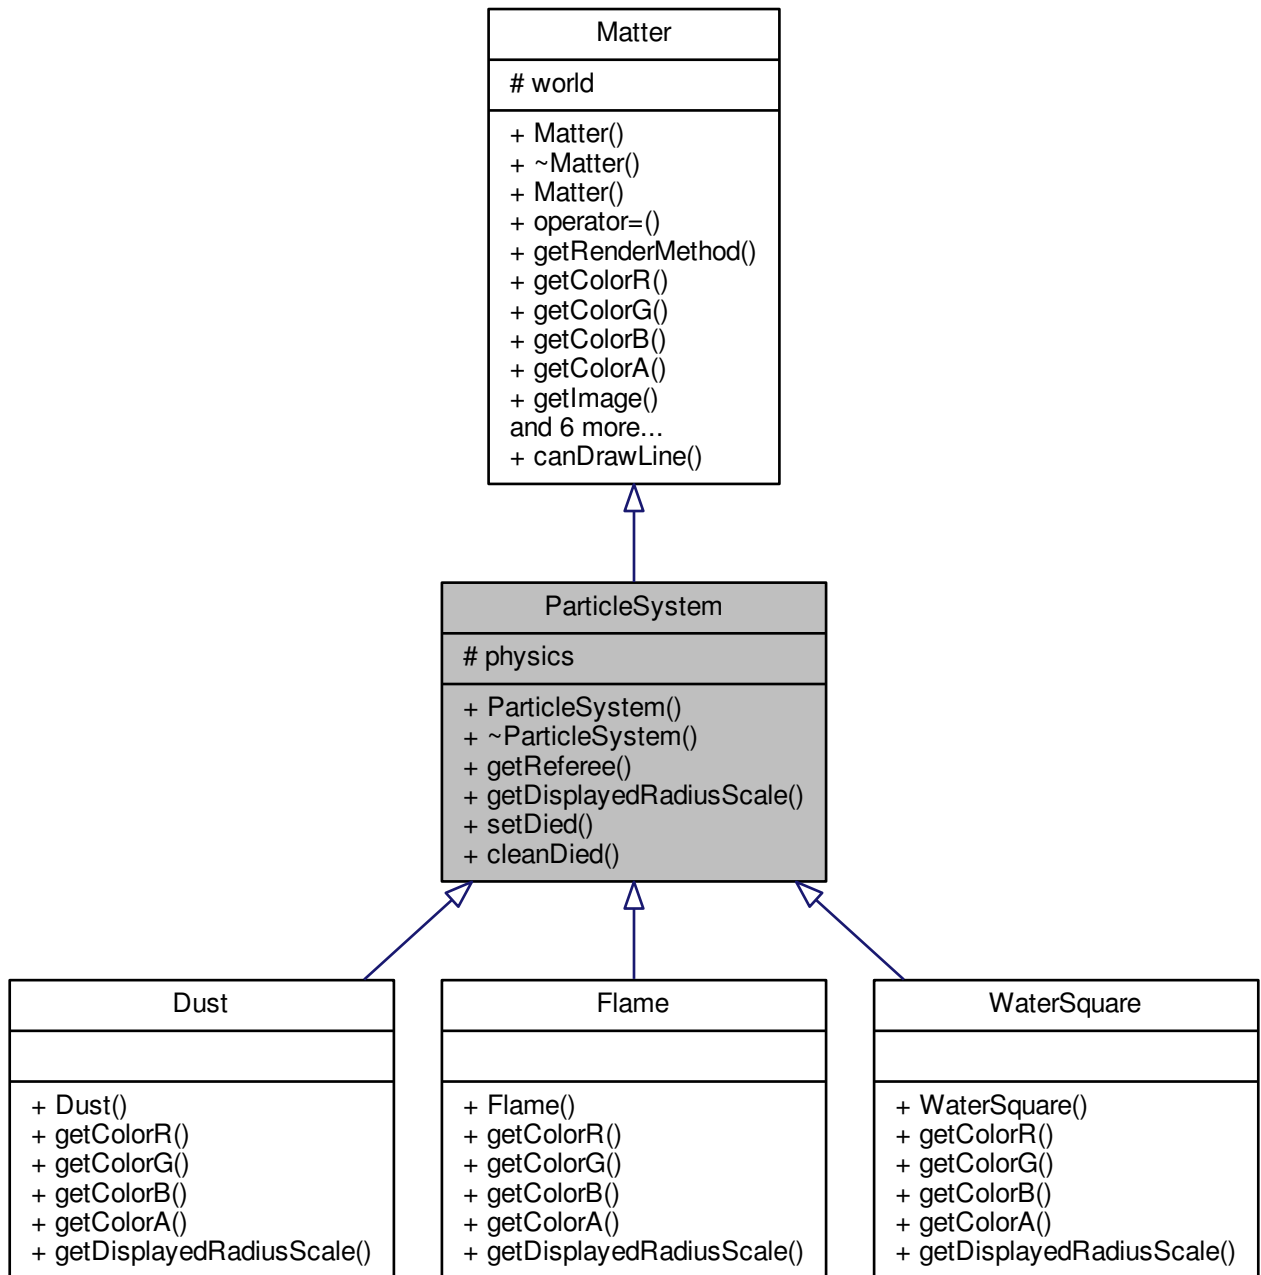 Matter
# world
+ Matter()
+ ~Matter()
+ Matter()
+ operator=()
+ getRenderMethod()
+ getColorR()
+ getColorG()
+ getColorB()
+ getColorA()
+ getImage()
and 6 more...
+ canDrawLine()
ParticleSystem
# physics
+ ParticleSystem()
+ ~ParticleSystem()
+ getReferee()
+ getDisplayedRadiusScale()
+ setDied()
+ cleanDied()
Dust
+ Dust()
+ getColorR()
+ getColorG()
+ getColorB()
+ getColorA()
+ getDisplayedRadiusScale()
Flame
+ Flame()
+ getColorR()
+ getColorG()
+ getColorB()
+ getColorA()
+ getDisplayedRadiusScale()
WaterSquare
+ WaterSquare()
+ getColorR()
+ getColorG()
+ getColorB()
+ getColorA()
+ getDisplayedRadiusScale()